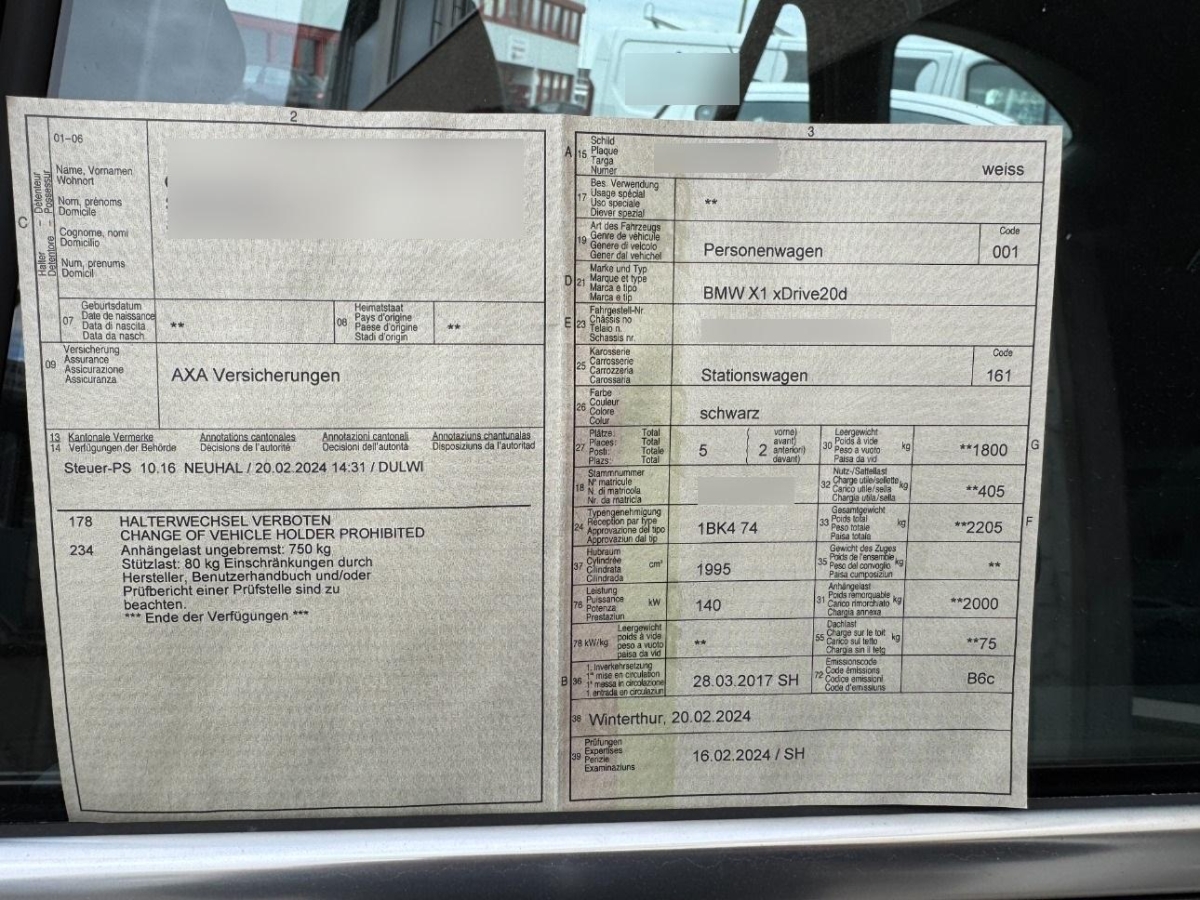 2
01-06
C
Halter – Détenteur
Detentore – Possessur
Name, Vornamen
Wohnort
Nom, prénoms
Domicile
Cognome, nomi
Domicilio
Num, prenums
Domicil
07
Geburtsdatum
Date de naissance
Data di nascita
Data da nasch.
**
08
Heimatstaat
Pays d'origine
Paese d'origine
Stadi d'origin
**
09
Versicherung
Assurance
Assicurazione
Assicuranza
AXA Versicherungen
13 Kantonale Vermerke Annotations cantonales Annotazioni cantonali Annotaziuns chantunalas
14 Verfügungen der Behörde Décisions de l'autorité Decisioni dell'autorità Disposiziuns da l'autoritad
Steuer-PS 10.16 NEUHAL / 20.02.2024 14:31 / DULWI
178 HALTERWECHSEL VERBOTEN
CHANGE OF VEHICLE HOLDER PROHIBITED
234 Anhängelast ungebremst: 750 kg
Stützlast: 80 kg Einschränkungen durch
Hersteller, Benutzerhandbuch und/oder
Prüfbericht einer Prüfstelle sind zu
beachten.
*** Ende der Verfügungen ***
3
A 15
Schild
Plaque
Targa
Numer
weiss
17
Bes. Verwendung
Usage spécial
Uso speciale
Diever spezial
**
19
Art des Fahrzeugs
Genre de véhicule
Genere di veicolo
Gener dal vehichel
Personenwagen
Code
001
D 21
Marke und Typ
Marque et type
Marca e tipo
Marca e tip
BMW X1 xDrive20d
E 23
Fahrgestell-Nr.
Châssis no
Telaio n.
Schassis nr.
25
Karosserie
Carrosserie
Carrozzeria
Carossaria
Stationswagen
Code
161
26
Farbe
Couleur
Colore
Colur
schwarz
27
Plätze: Total
Places: Total
Posti: Totale
Plazs: Total
5
2
vorne)
avant)
anteriori)
davant)
30
Leergewicht
Poids à vide
Peso a vuoto
Paisa da vid
kg
**1800
G
18
Stammnummer
N° matricule
N. di matricola
Nr. da matricla
32
Nutz-/Sattellast
Charge utile/sellette
Carico utile/sella
Chargia utila/sella
kg
**405
24
Typengenehmigung
Réception par type
Approvazione del tipo
Approvaziun dal tip
1BK4 74
33
Gesamtgewicht
Poids total
Peso totale
Paisa totala
kg
**2205
F
37
Hubraum
Cylindrée
Cilindrata
Cilindrada
cm³
1995
35
Gewicht des Zuges
Poids de l'ensemble
Peso del convoglio
Paisa cumposiziun
kg
**
76
Leistung
Puissance
Potenza
Prestaziun
kW
140
31
Anhängelast
Poids remorquable
Carico rimorchiato
Chargia annexa
kg
**2000
78 kW/kg
Leergewicht
poids à vide
peso a vuoto
paisa da vid
**
55
Dachlast
Charge sur le toit
Carico sul tetto
Chargia sin il tetg
kg
**75
B 36
1. Inverkehrsetzung
1re mise en circulation
1a messa in circolazione
1 entrada en circulaziun
28.03.2017 SH
72
Emissionscode
Code émissions
Codice emissioni
Code d'emissiuns
B6c
38 Winterthur, 20.02.2024
39
Prüfungen
Expertises
Perizie
Examinaziuns
16.02.2024 / SH